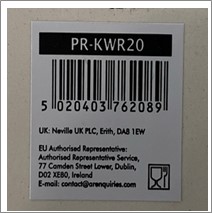 PR-KWR20
5 020403 762089
UK: Neville UK PLC, Erith, DA8 1EW
EU Authorised Representative:
Authorised Representative Service,
77 Camden Street Lower, Dublin,
D02 XE80, Ireland
E-mail: contact@arenquiries.com